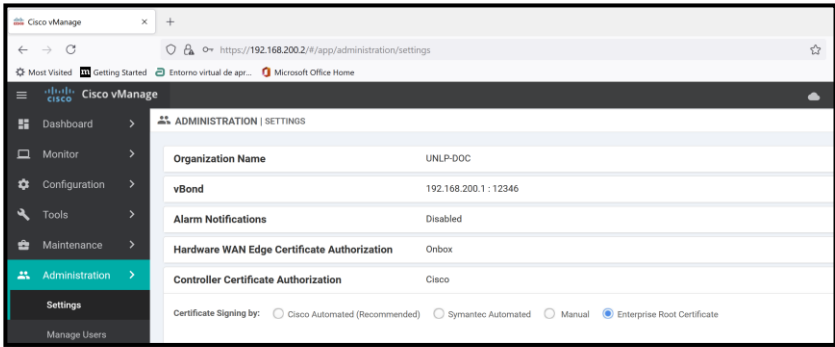 Cisco vManage
https://192.168.200.2/#/app/administration/settings
Most Visited Getting Started Entorno virtual de apr... Microsoft Office Home
cisco Cisco vManage
Dashboard
Monitor
Configuration
Tools
Maintenance
Administration
Settings
Manage Users
ADMINISTRATION | SETTINGS
Organization Name UNLP-DOC
vBond 192.168.200.1 : 12346
Alarm Notifications Disabled
Hardware WAN Edge Certificate Authorization Onbox
Controller Certificate Authorization Cisco
Certificate Signing by: Cisco Automated (Recommended) Symantec Automated Manual Enterprise Root Certificate